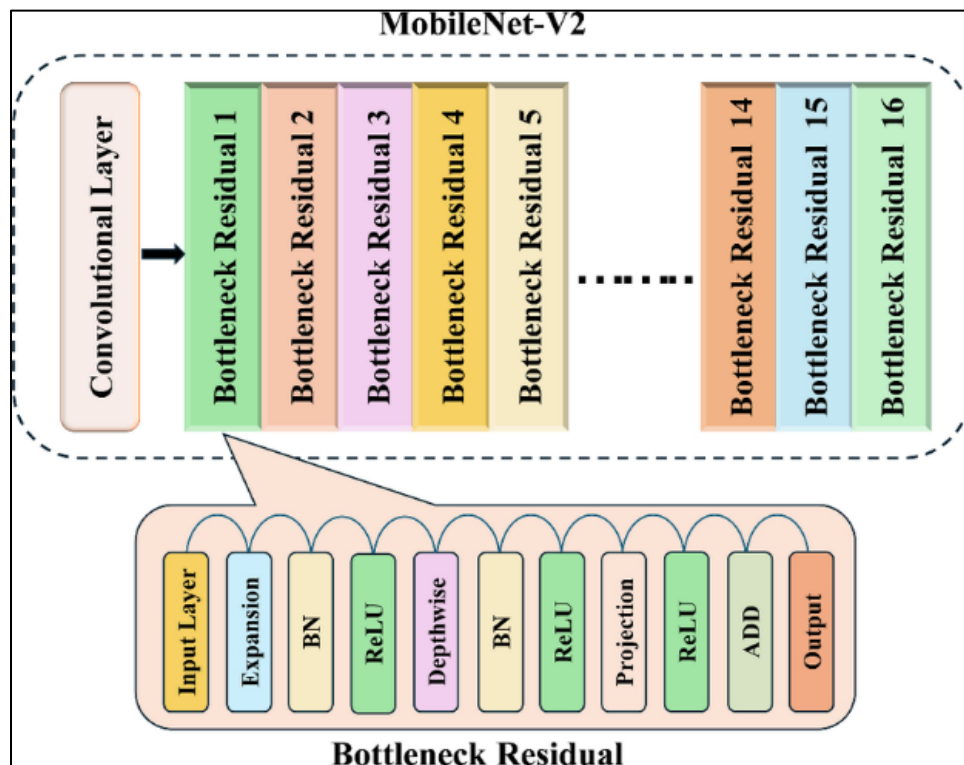 MobileNet-V2
Convolutional Layer
Bottleneck Residual 1
Bottleneck Residual 2
Bottleneck Residual 3
Bottleneck Residual 4
Bottleneck Residual 5
Bottleneck Residual 14
Bottleneck Residual 15
Bottleneck Residual 16
Input Layer
Expansion
BN
ReLU
Depthwise
BN
ReLU
Projection
ReLU
ADD
Output
Bottleneck Residual